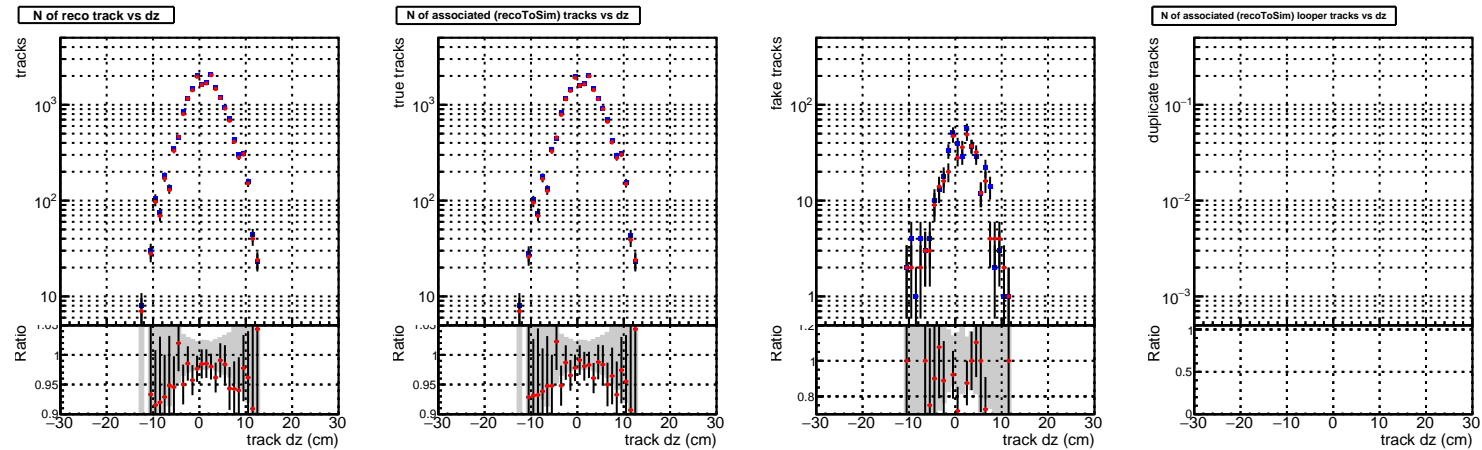 N of reco track vs dz
tracks
10³
10²
10
Ratio
1
0.95
0.9
−30 −20 −10 0 10 20 30
track dz (cm)
N of associated (recoToSim) tracks vs dz
true tracks
10³
10²
10
Ratio
1
0.95
0.9
−30 −20 −10 0 10 20 30
track dz (cm)
fake tracks
10²
10
1
Ratio
1.2
1
0.8
−30 −20 −10 0 10 20 30
track dz (cm)
N of associated (recoToSim) looper tracks vs dz
duplicate tracks
10⁻¹
10⁻²
10⁻³
Ratio
1
0.5
0
−30 −20 −10 0 10 20 30
track dz (cm)